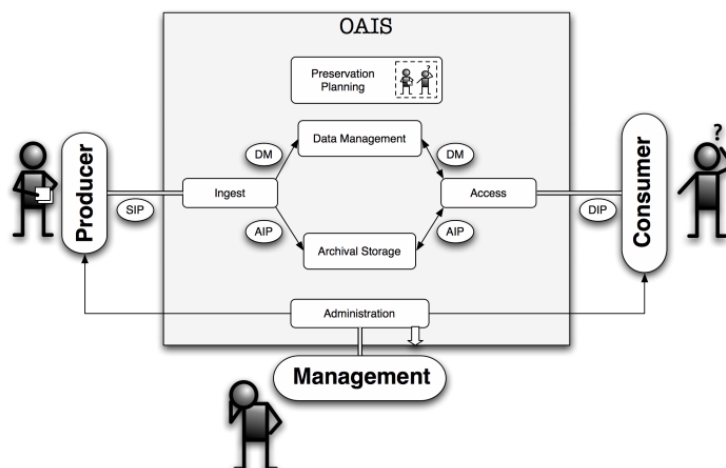 OAIS
Preservation
Planning
?
Data Management
DM
DM
?
Producer
SIP
Ingest
Access
DIP
Consumer
AIP
AIP
Archival Storage
Administration
Management